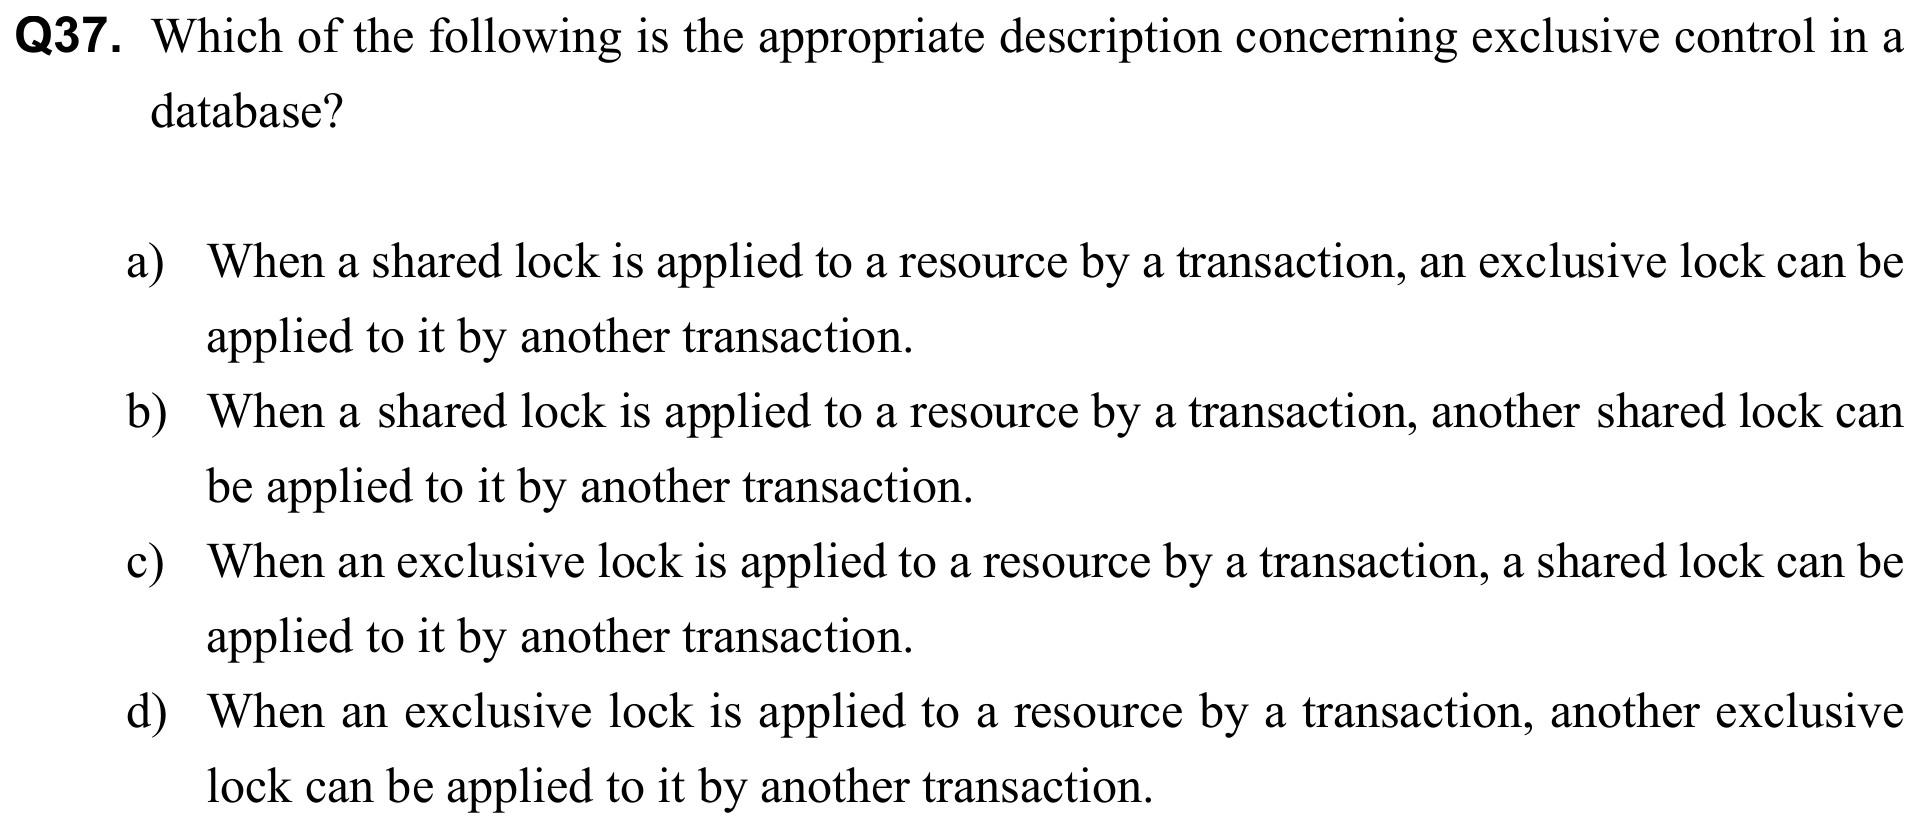 Q37. Which of the following is the appropriate description concerning exclusive control in a
database?
a) When a shared lock is applied to a resource by a transaction, an exclusive lock can be
applied to it by another transaction.
b) When a shared lock is applied to a resource by a transaction, another shared lock can
be applied to it by another transaction.
c) When an exclusive lock is applied to a resource by a transaction, a shared lock can be
applied to it by another transaction.
d) When an exclusive lock is applied to a resource by a transaction, another exclusive
lock can be applied to it by another transaction.